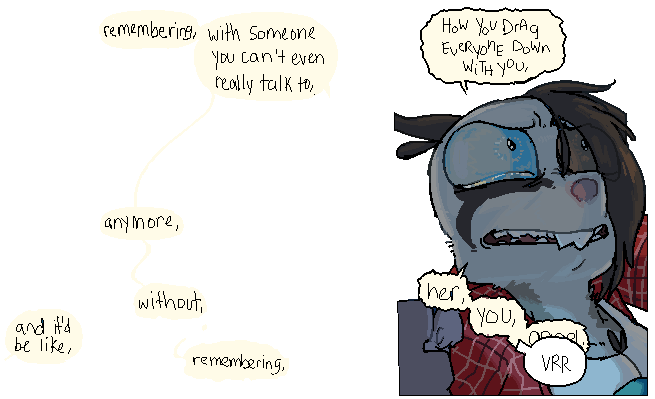 remembering,
with someone
you can't even
really talk to,
anymore,
without,
remembering,
and it'd
be like,
How you drag
everyone down
with you,
her,
you,
VRR